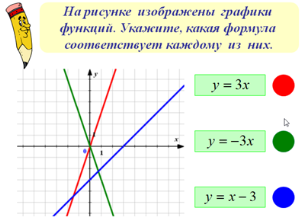 На рисунке изображены графики
функций. Укажите, какая формула
соответствует каждому из них.
y
y = 3x
x
0
1
y = −3x
y = x − 3